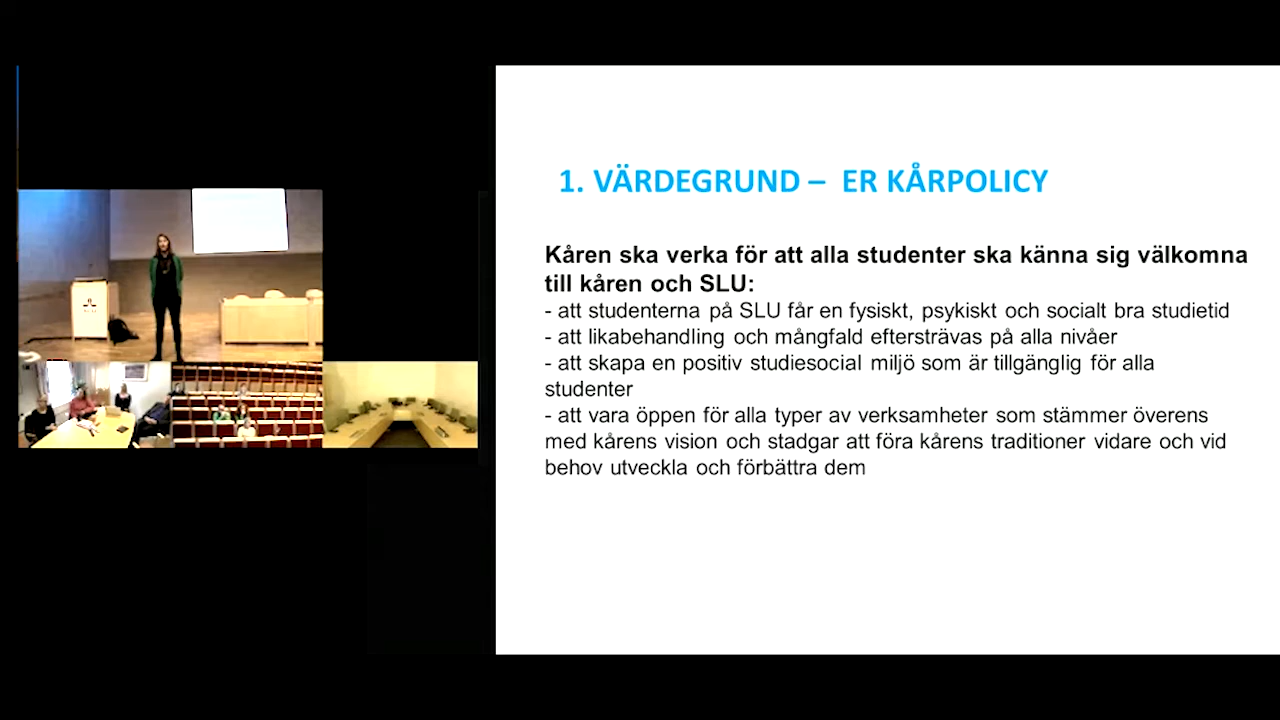 1. VÄRDEGRUND – ER KÅRPOLICY
Kåren ska verka för att alla studenter ska känna sig välkomna
till kåren och SLU:
- att studenterna på SLU får en fysiskt, psykiskt och socialt bra studietid
- att likabehandling och mångfald eftersträvas på alla nivåer
- att skapa en positiv studiesocial miljö som är tillgänglig för alla
studenter
- att vara öppen för alla typer av verksamheter som stämmer överens
med kårens vision och stadgar att föra kårens traditioner vidare och vid
behov utveckla och förbättra dem